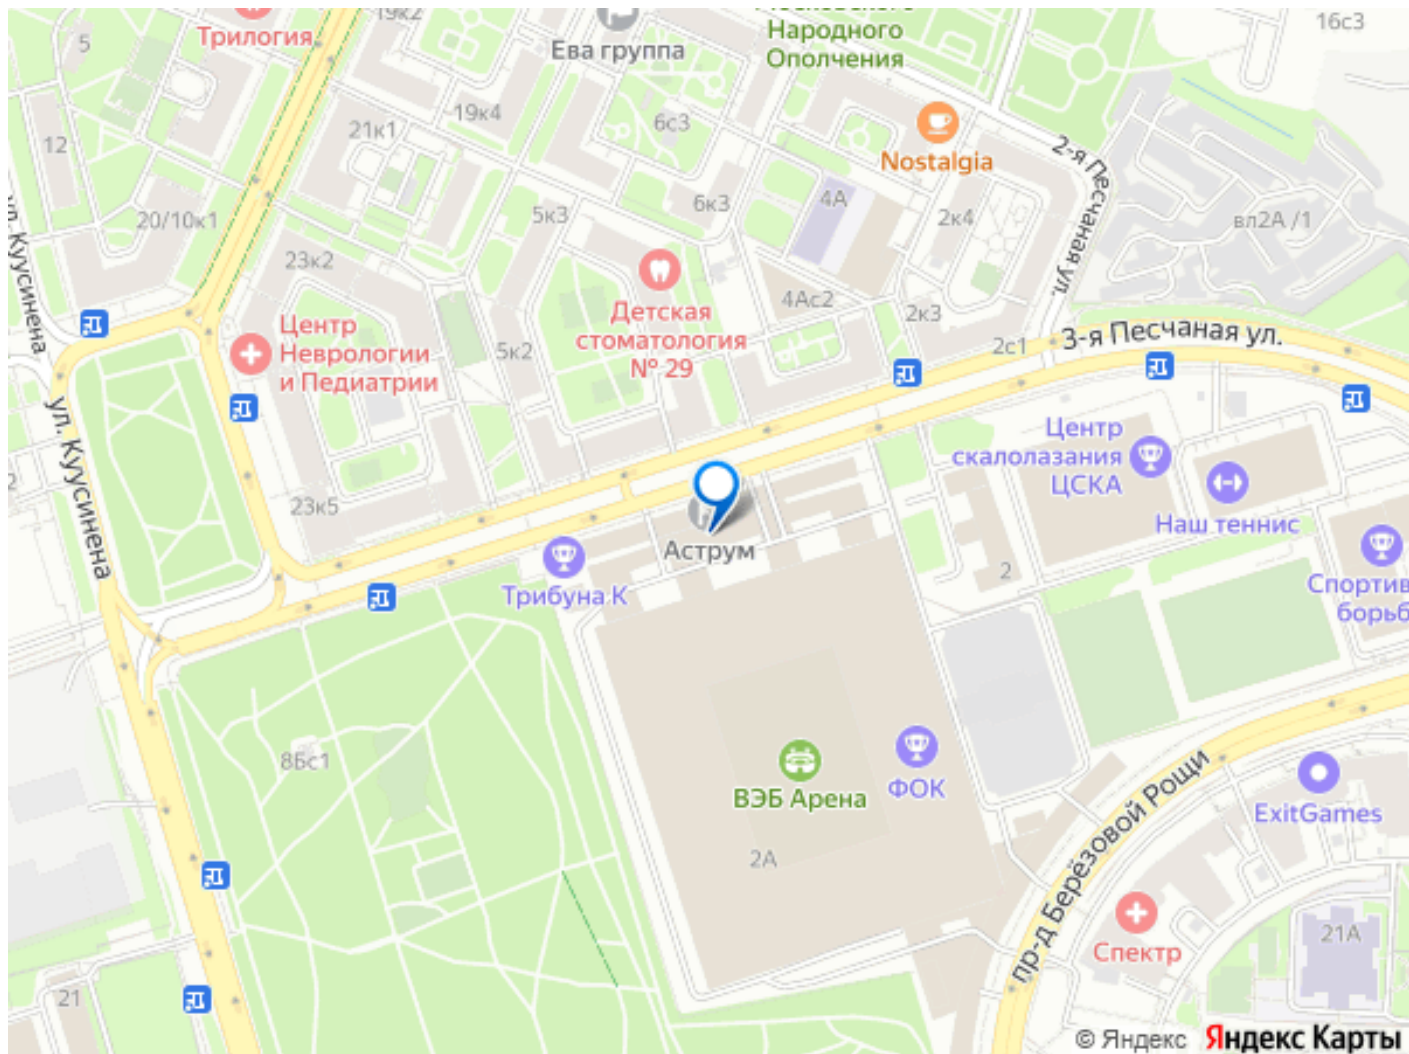 19к2
16с3
Трилогия
5
Ева группа
Народного
Ополчения
12
21к1
19к4
6с3
Nostalgia
2-я Песчаная ул.
20/10к1
5к3
6к3
4А
2к4
вл2А /1
ул. Куусинена
23к2
Детская
стоматология
№ 29
4Ас2
2к3
2с1
3-я Песчаная ул.
Центр
Неврологии
и Педиатрии
5к2
ул. Куусинена
23к5
Центр
скалолазания
ЦСКА
Наш теннис
Аструм
Трибуна К
2
Спортив
борьб
8Бс1
ВЭБ Арена
ФОК
2А
пр-д Берёзовой Рощи
ExitGames
Спектр
21А
21
© Яндекс Яндекс Карты